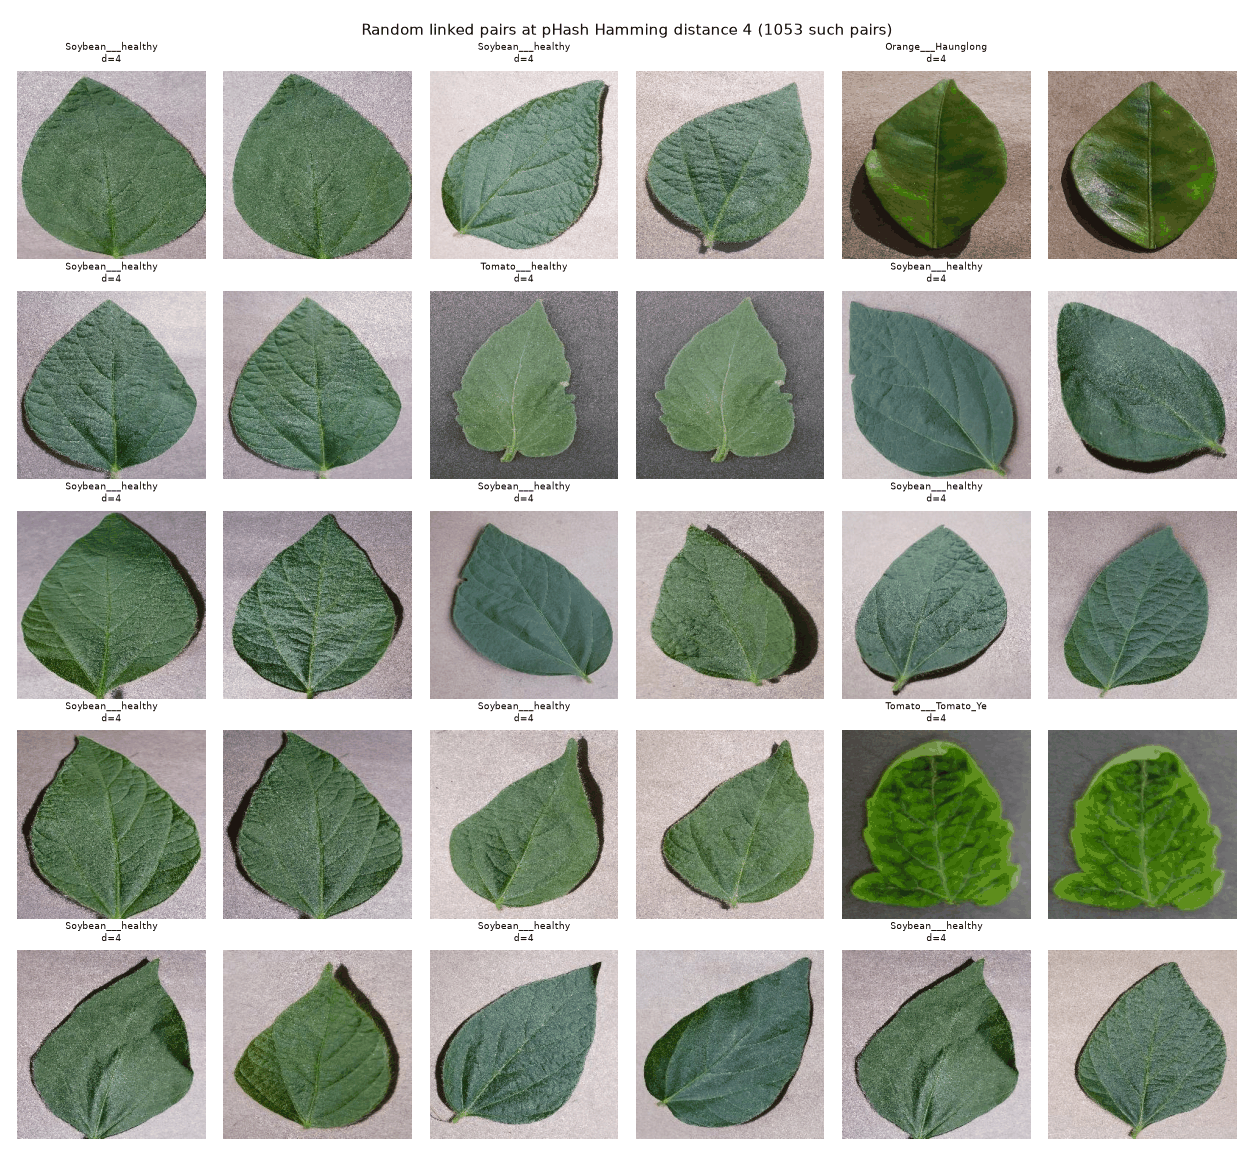 Random linked pairs at pHash Hamming distance 4 (1053 such pairs)
Soybean___healthy
d=4
Soybean___healthy
d=4
Orange___Haunglong
d=4
Soybean___healthy
d=4
Tomato___healthy
d=4
Soybean___healthy
d=4
Soybean___healthy
d=4
Soybean___healthy
d=4
Soybean___healthy
d=4
Soybean___healthy
d=4
Soybean___healthy
d=4
Tomato___Tomato_Ye
d=4
Soybean___healthy
d=4
Soybean___healthy
d=4
Soybean___healthy
d=4